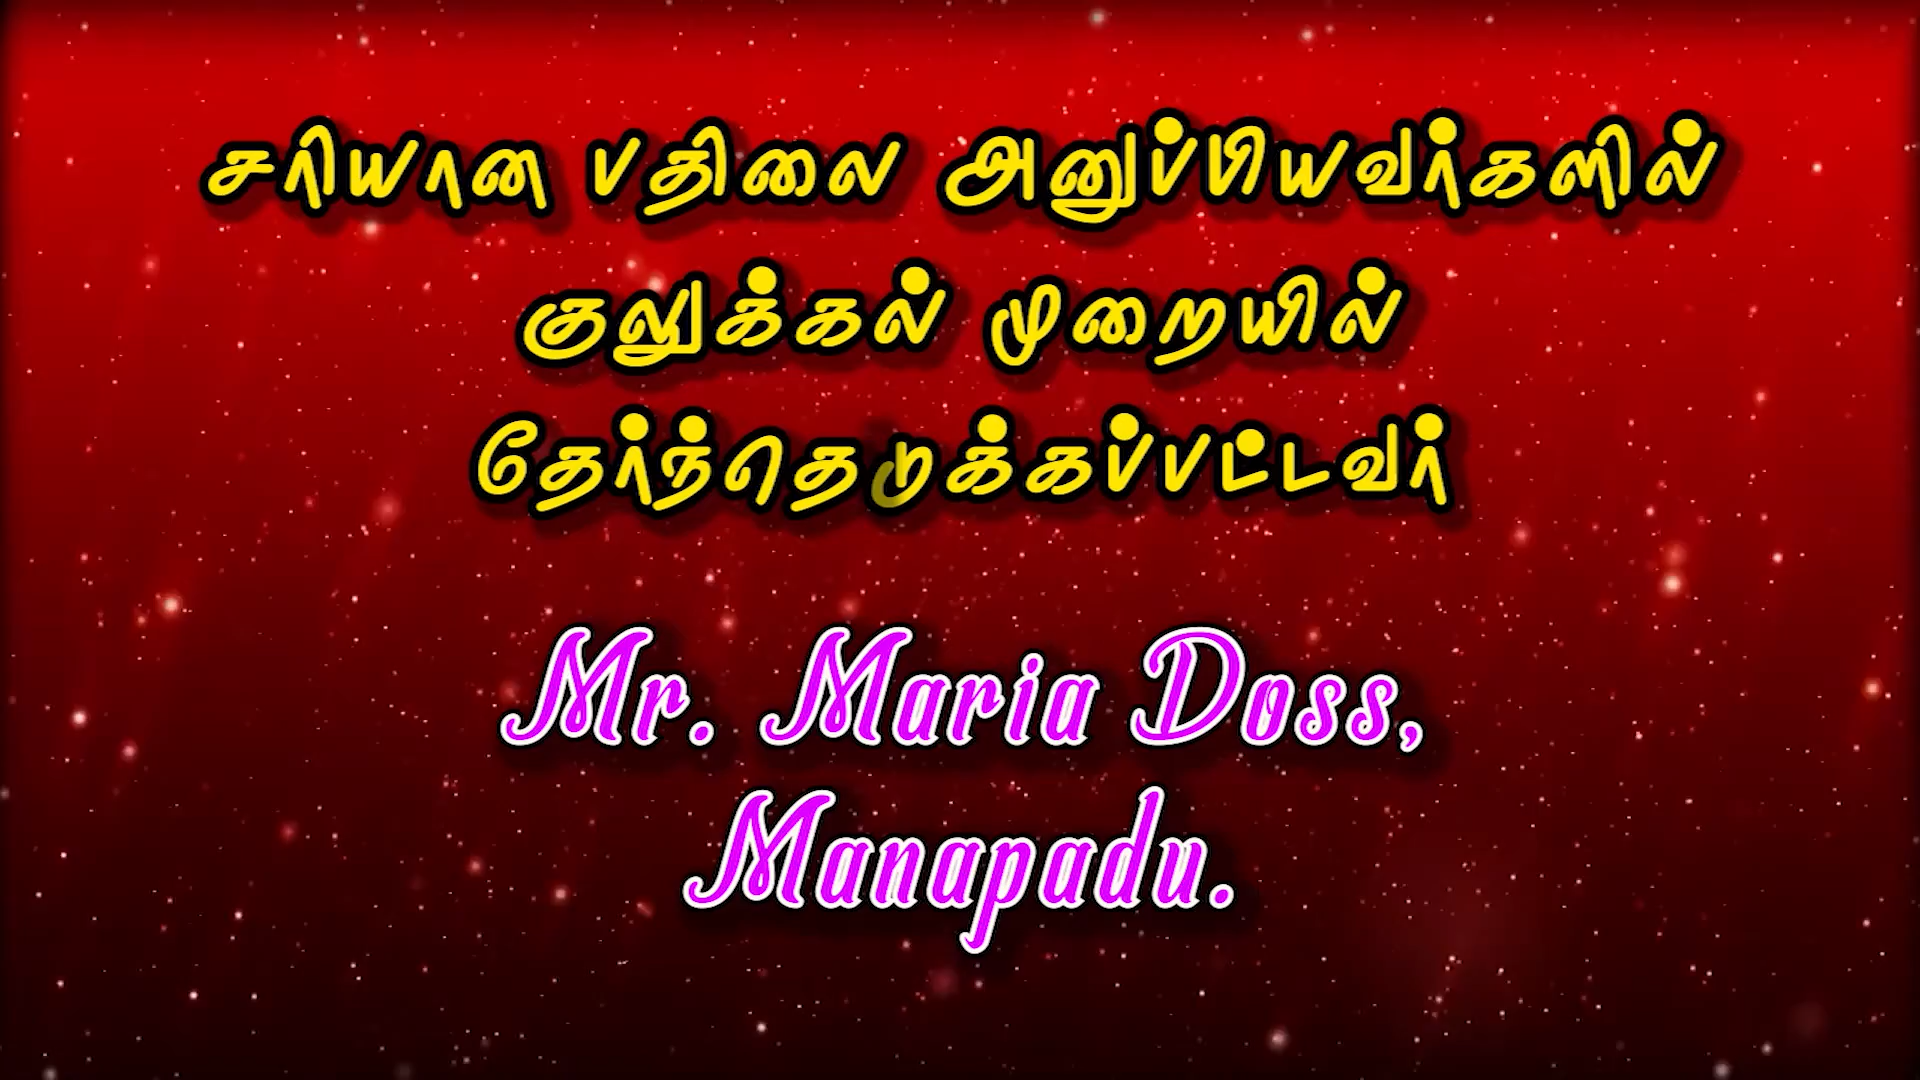 சரியான பதிலை அனுப்பியவர்களில்
குலுக்கல் முறையில்
தேர்ந்தெடுக்கப்பட்டவர்
Mr. Maria Doss,
Manapadu.